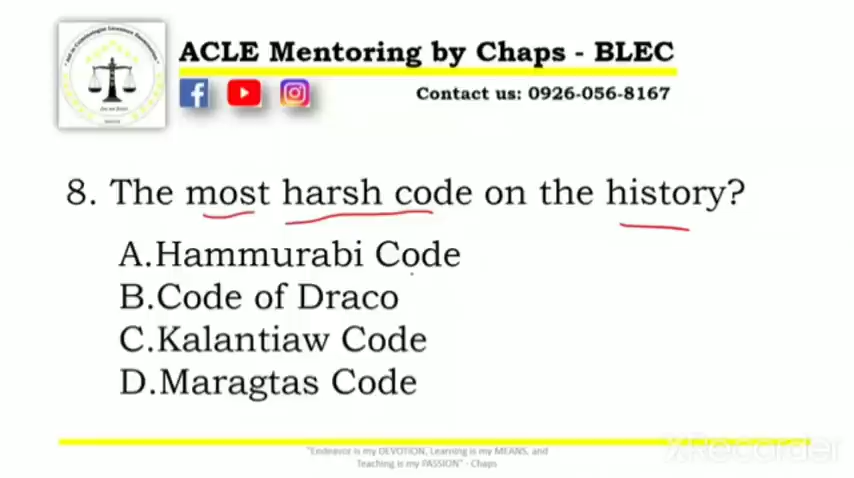 ACLE Mentoring by Chaps - BLEC
Contact us: 0926-056-8167
8. The most harsh code on the history?
A.Hammurabi Code
B.Code of Draco
C.Kalantiaw Code
D.Maragtas Code
"Endeavor is my DEVOTION, Learning is my MEANS, and
Teaching is my PASSION" - Chaps
XRecorder